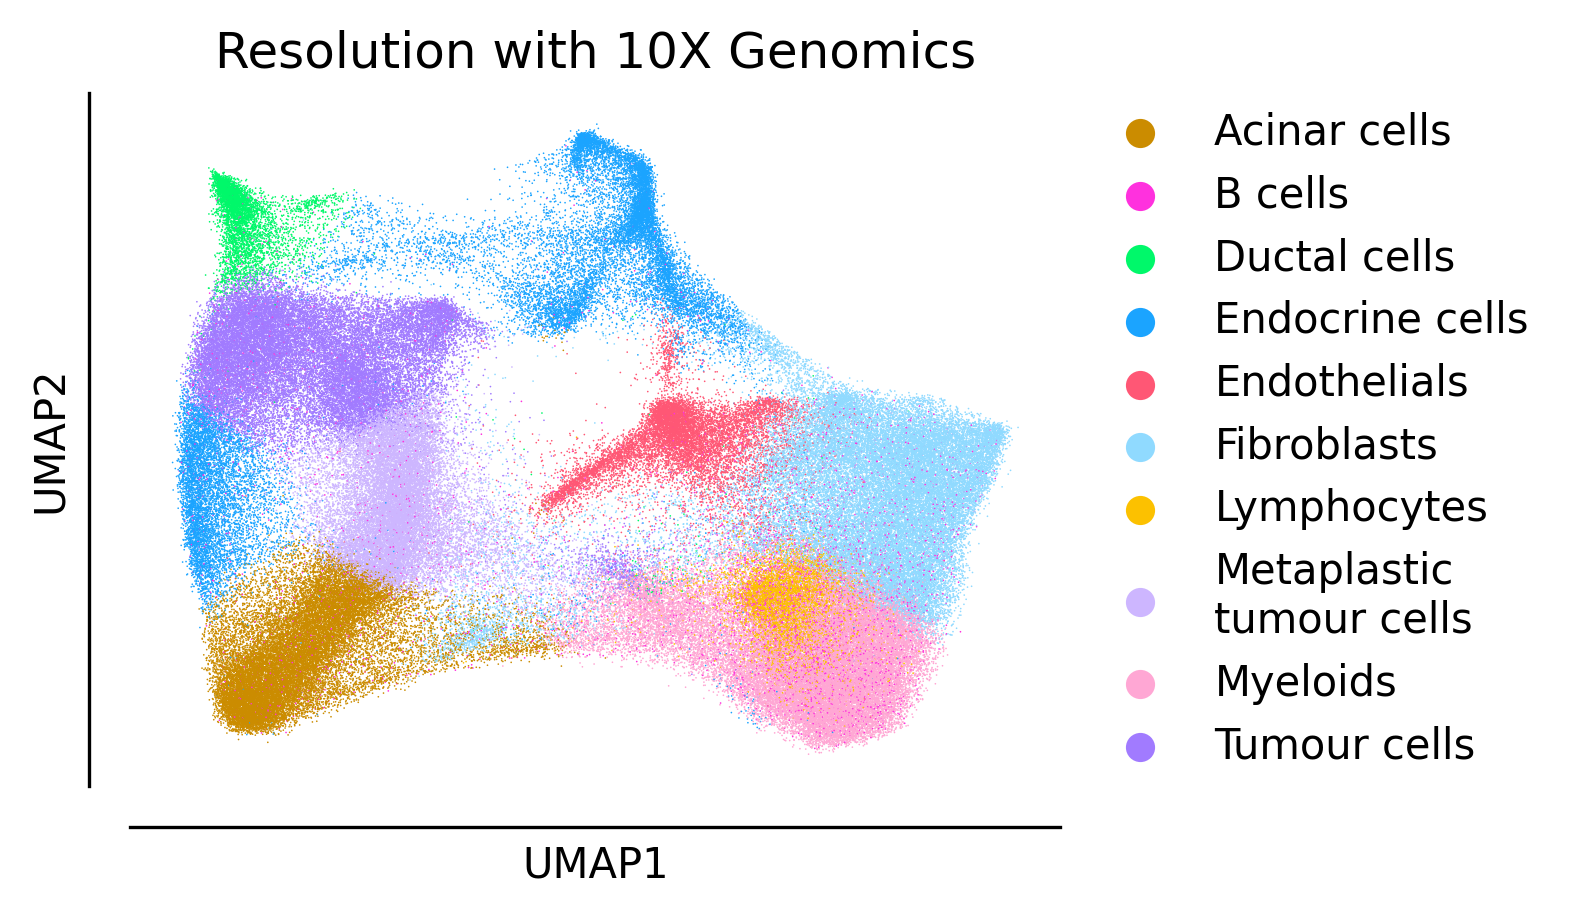 Resolution with 10X Genomics
UMAP2
UMAP1
Acinar cells
B cells
Ductal cells
Endocrine cells
Endothelials
Fibroblasts
Lymphocytes
Metaplastic
tumour cells
Myeloids
Tumour cells